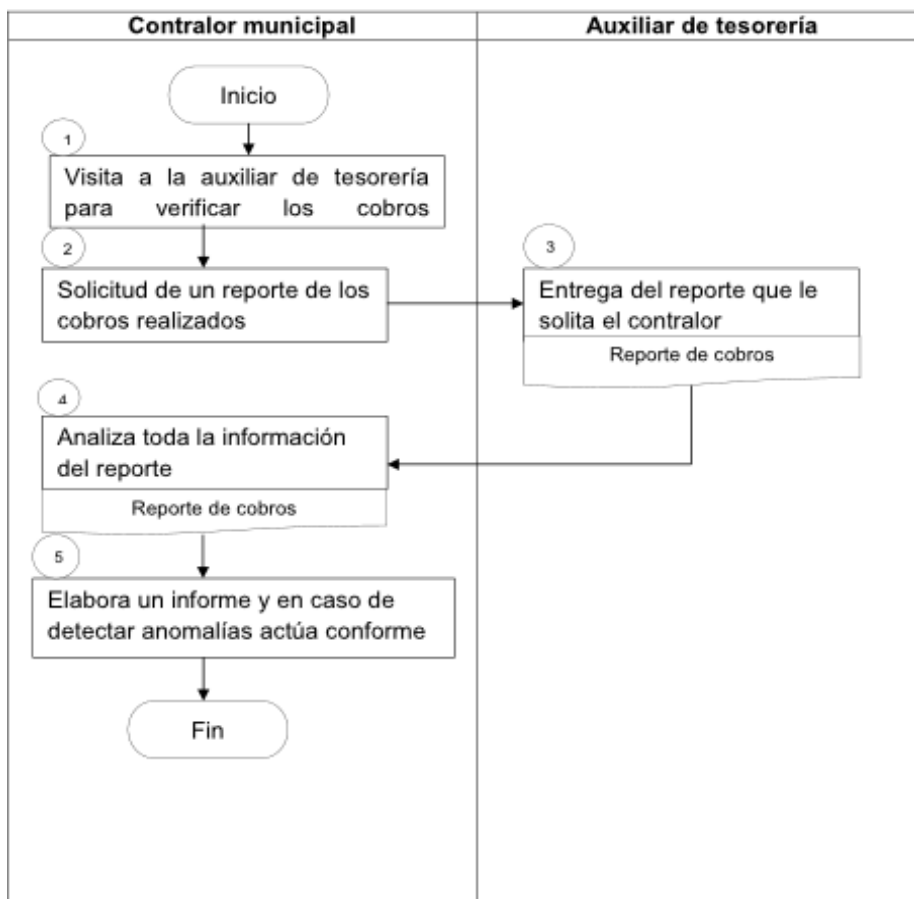 Contralor municipal
Auxiliar de tesorería
Inicio
1
Visita a la auxiliar de tesorería
para verificar los cobros
2
Solicitud de un reporte de los
cobros realizados
3
Entrega del reporte que le
solita el contralor
Reporte de cobros
4
Analiza toda la información
del reporte
Reporte de cobros
5
Elabora un informe y en caso de
detectar anomalías actúa conforme
Fin